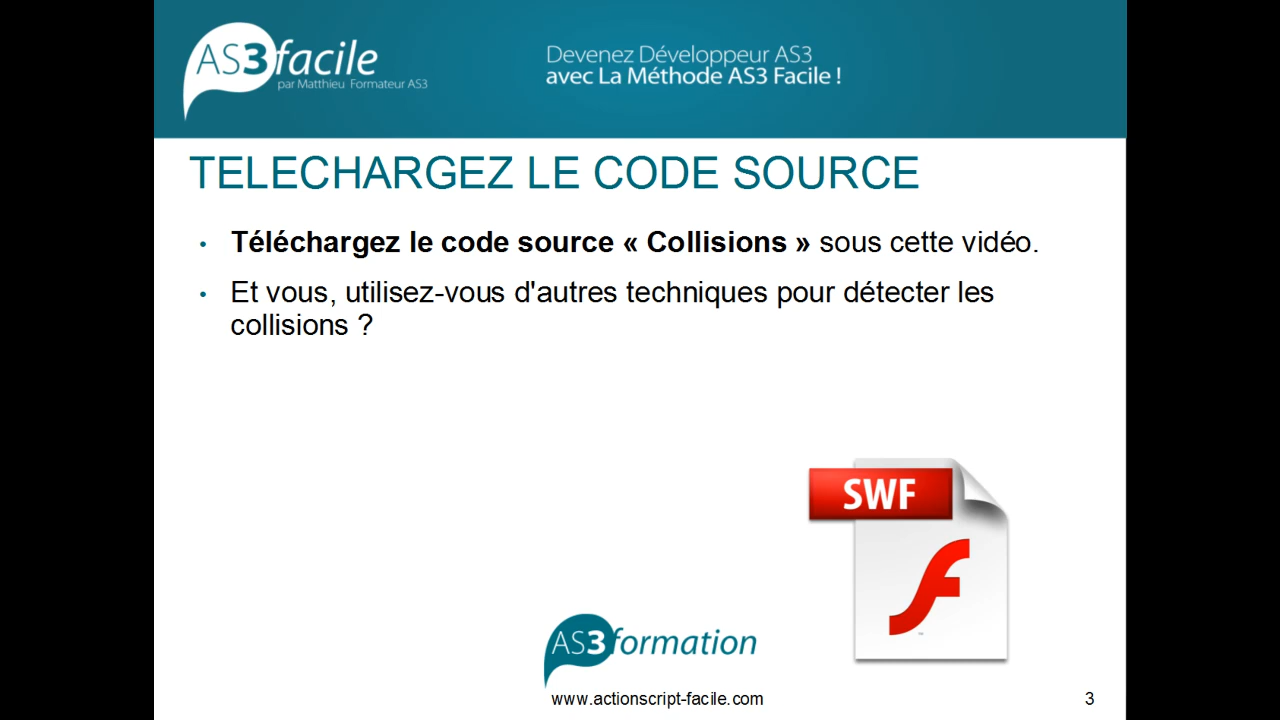 AS3facile
par Matthieu Formateur AS3
Devenez Développeur AS3
avec La Méthode AS3 Facile !
TELECHARGEZ LE CODE SOURCE
• Téléchargez le code source « Collisions » sous cette vidéo.
• Et vous, utilisez-vous d'autres techniques pour détecter les
collisions ?
SWF
AS3formation
www.actionscript-facile.com
3